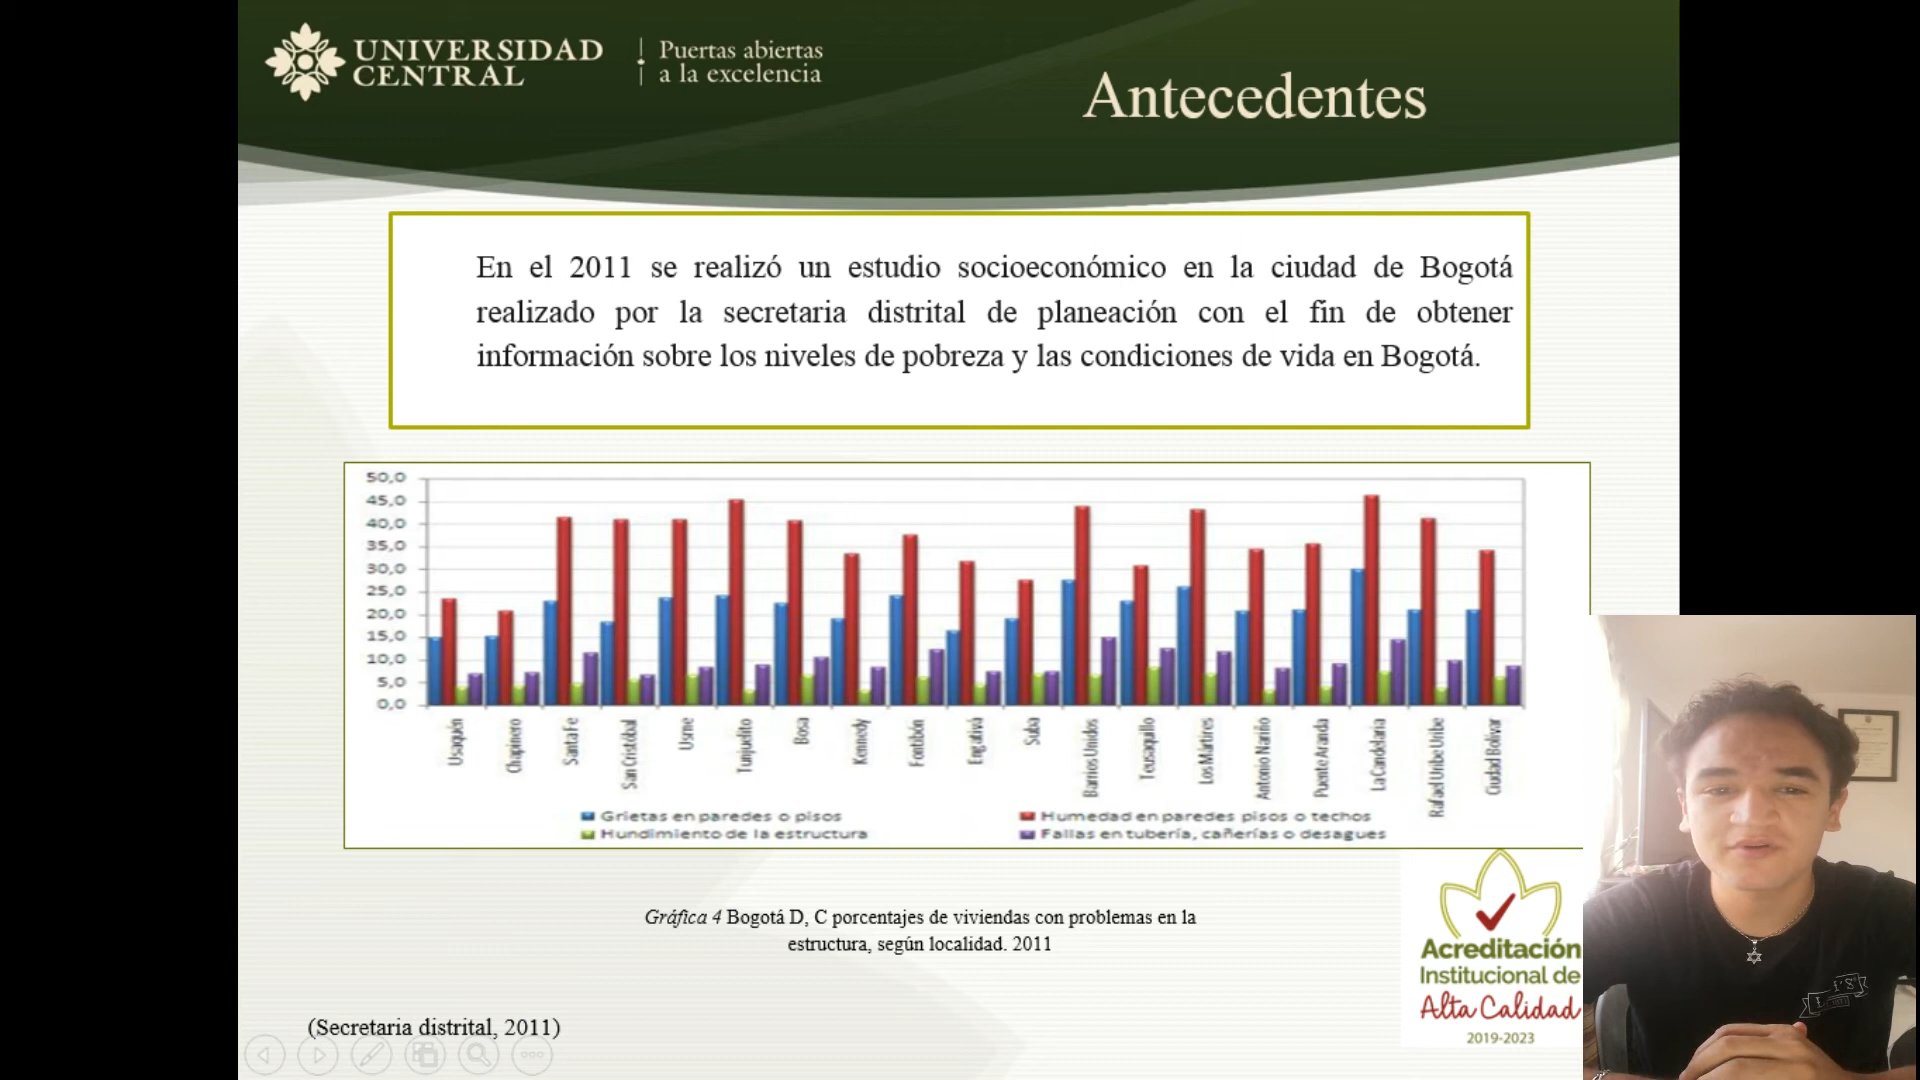 UNIVERSIDAD
CENTRAL
Puertas abiertas
a la excelencia
Antecedentes
En el 2011 se realizó un estudio socioeconómico en la ciudad de Bogotá
realizado por la secretaria distrital de planeación con el fin de obtener
información sobre los niveles de pobreza y las condiciones de vida en Bogotá.
50,0
45,0
40,0
35,0
30,0
25,0
20,0
15,0
10,0
5,0
0,0
Usaquén
Chapinero
Santa Fe
San Cristóbal
Usme
Tunjuelito
Bosa
Kennedy
Fontibón
Engativá
Suba
Barrios Unidos
Teusaquillo
Los Mártires
Antonio Nariño
Puente Aranda
La Candelaria
Rafael Uribe Uribe
Ciudad Bolívar
Grietas en paredes o pisos
Humedad en paredes pisos o techos
Hundimiento de la estructura
Fallas en tubería, cañerías o desagues
Gráfica 4 Bogotá D, C porcentajes de viviendas con problemas en la
estructura, según localidad. 2011
Acreditación
Institucional de
Alta Calidad
2019-2023
(Secretaria distrital, 2011)